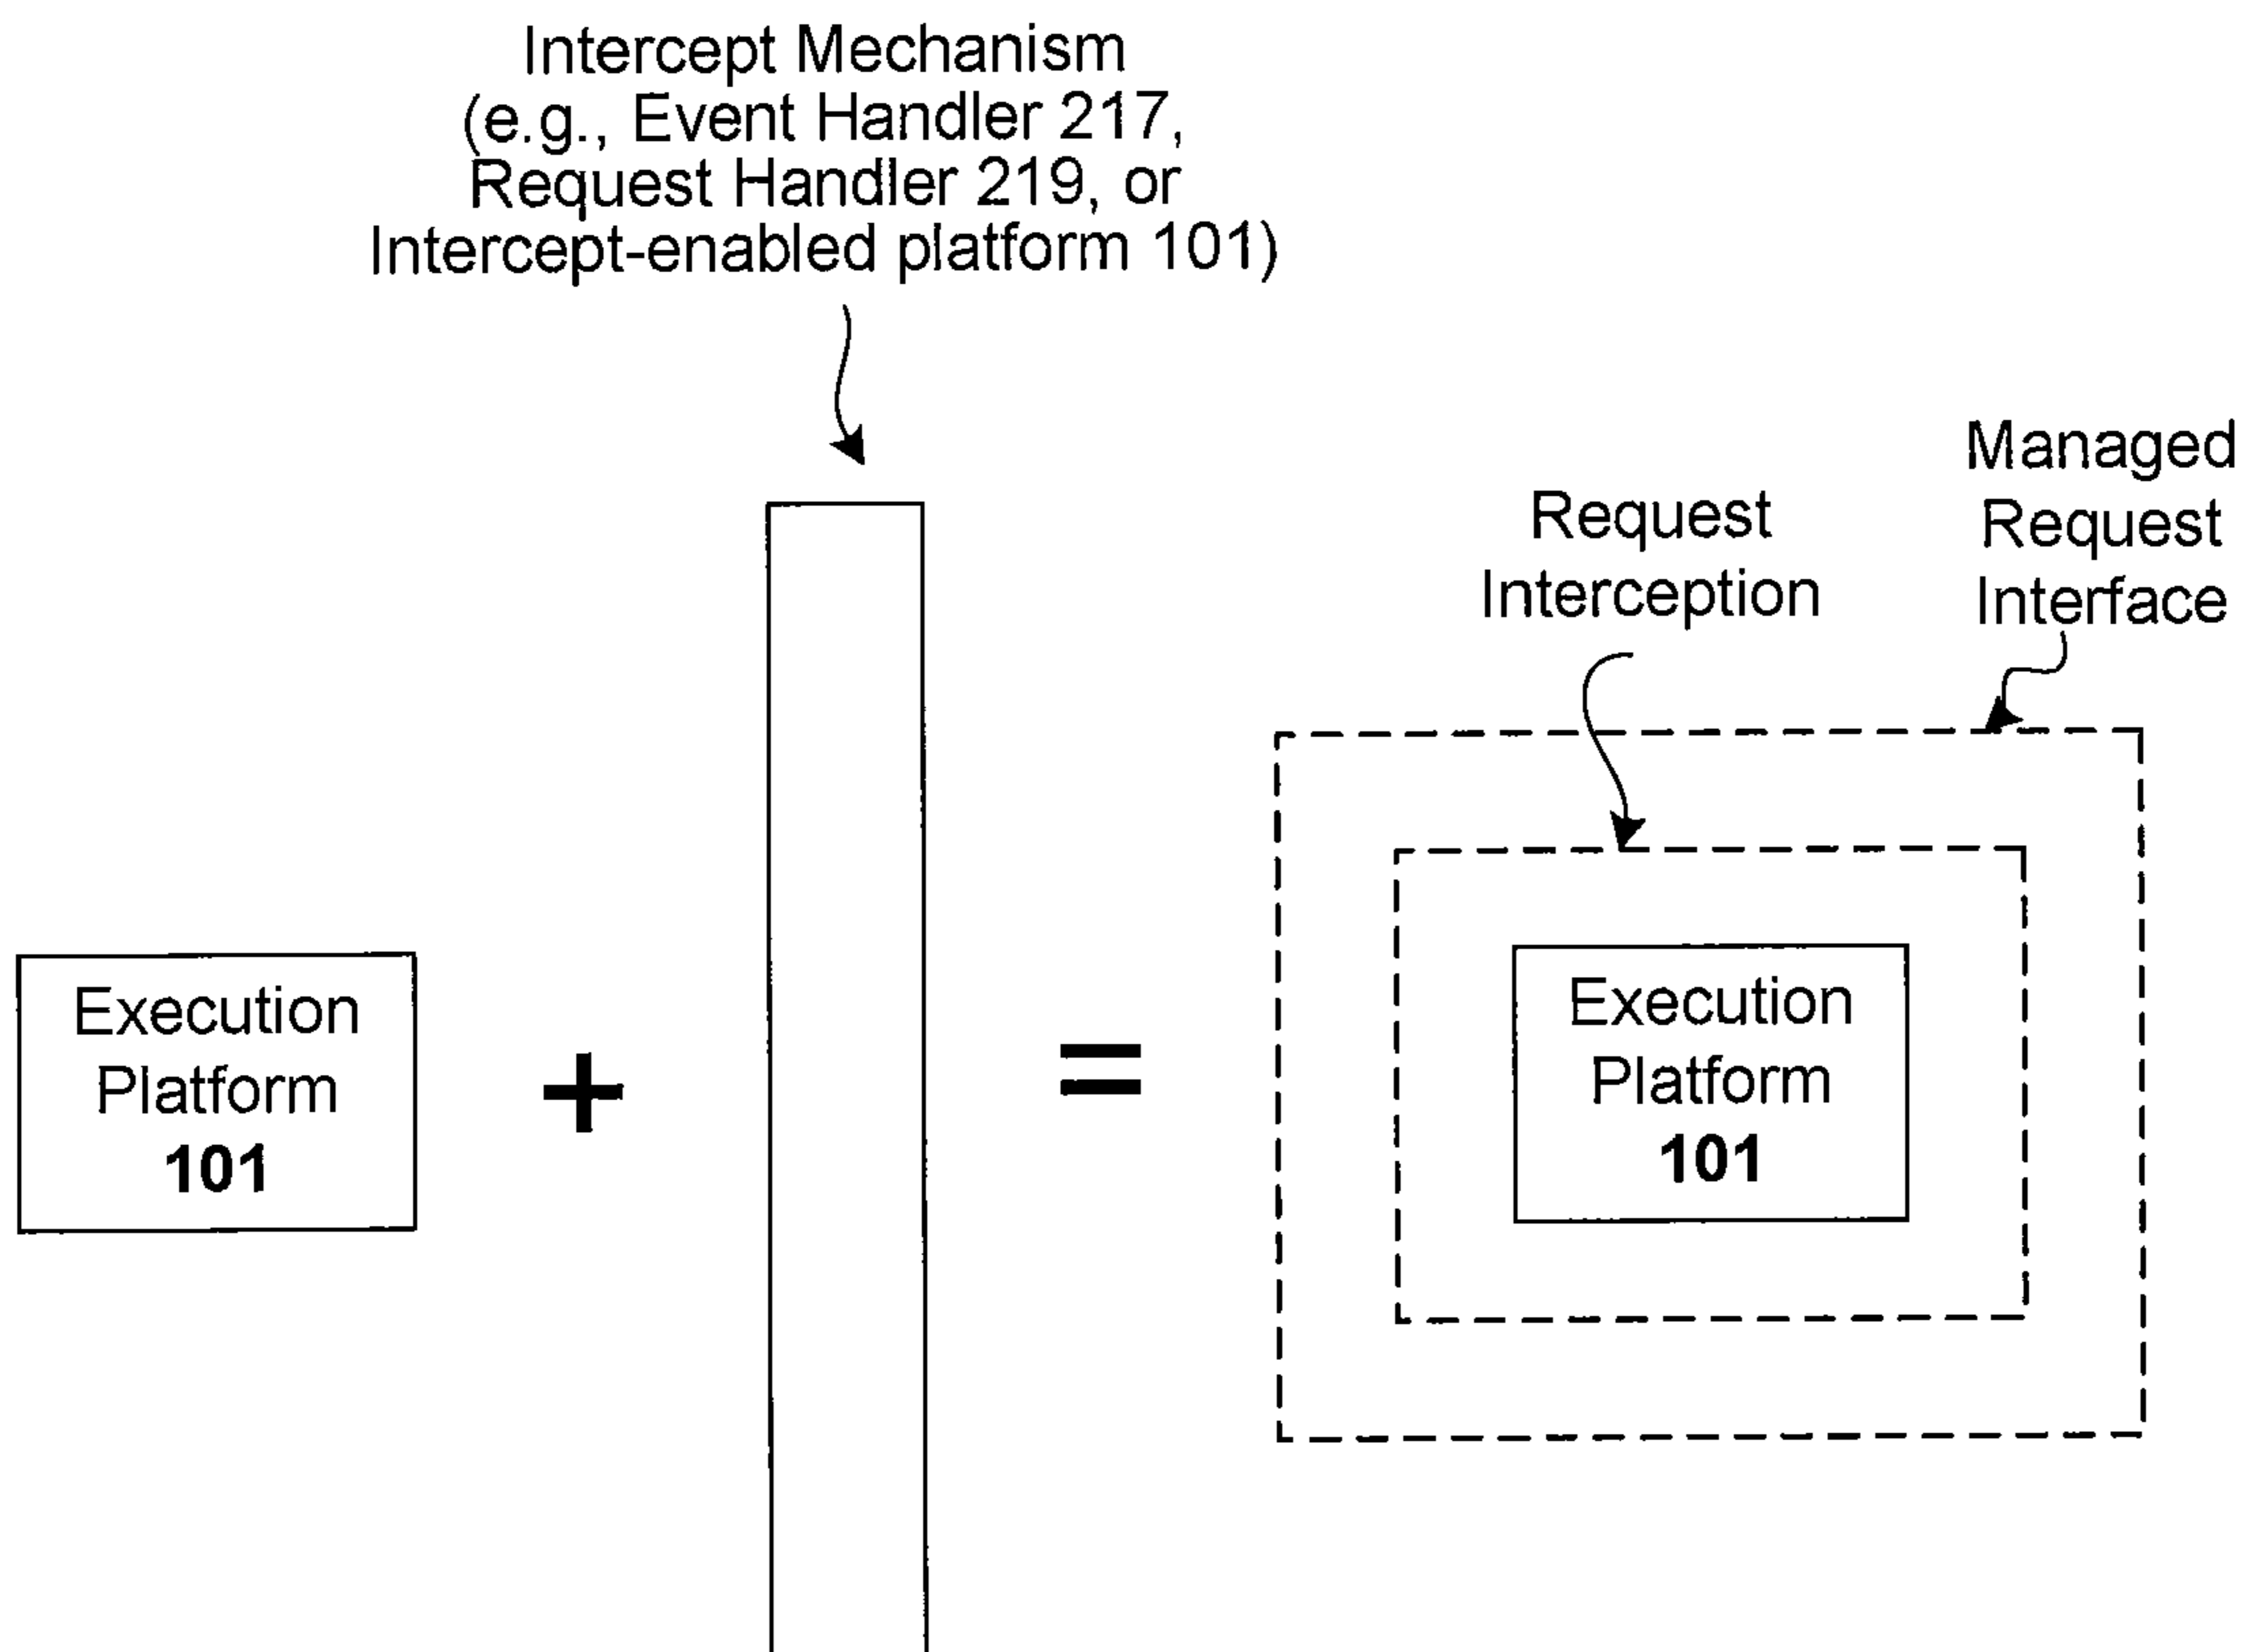 Intercept Mechanism
(e.g., Event Handler 217,
Request Handler 219, or
Intercept-enabled platform 101)
Managed
Request
Interface
Request
Interception
Execution
Platform
101
+
=
Execution
Platform
101